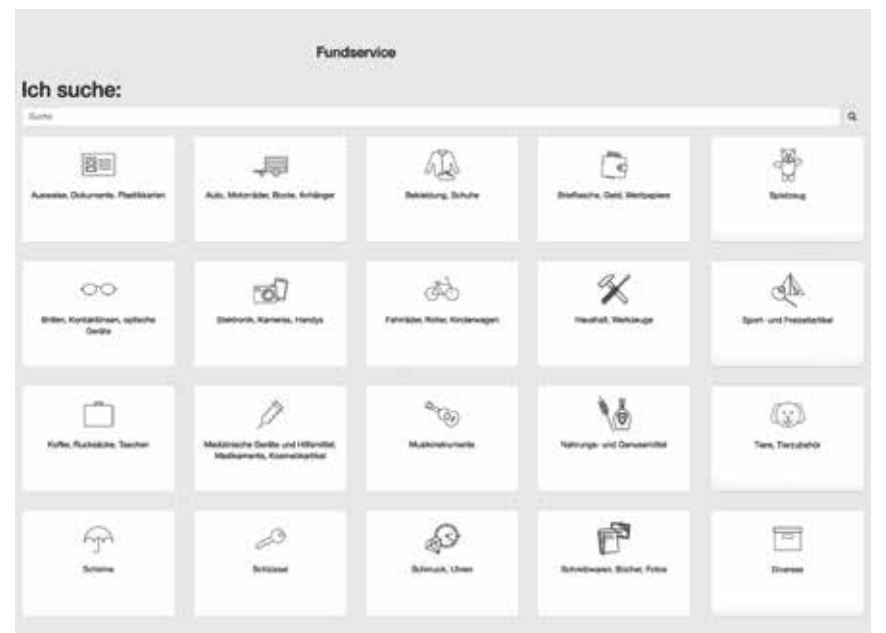 Fundservice
Ich suche:
Suche
Ausweise, Dokumente, Plastikkarten
Auto, Motorräder, Boote, Anhänger
Bekleidung, Schuhe
Brieftasche, Geld, Wertpapiere
Spielzeug
Brillen, Kontaktlinsen, optische
Geräte
Elektronik, Kameras, Handys
Fahrräder, Roller, Kinderwagen
Haushalt, Werkzeuge
Sport- und Freizeitartikel
Koffer, Rucksäcke, Taschen
Medizinische Geräte und Hilfsmittel,
Medikamente, Kosmetikartikel
Musikinstrumente
Nahrungs- und Genussmittel
Tiere, Tierzubehör
Schirme
Schlüssel
Schmuck, Uhren
Schreibwaren, Bücher, Fotos
Diverses